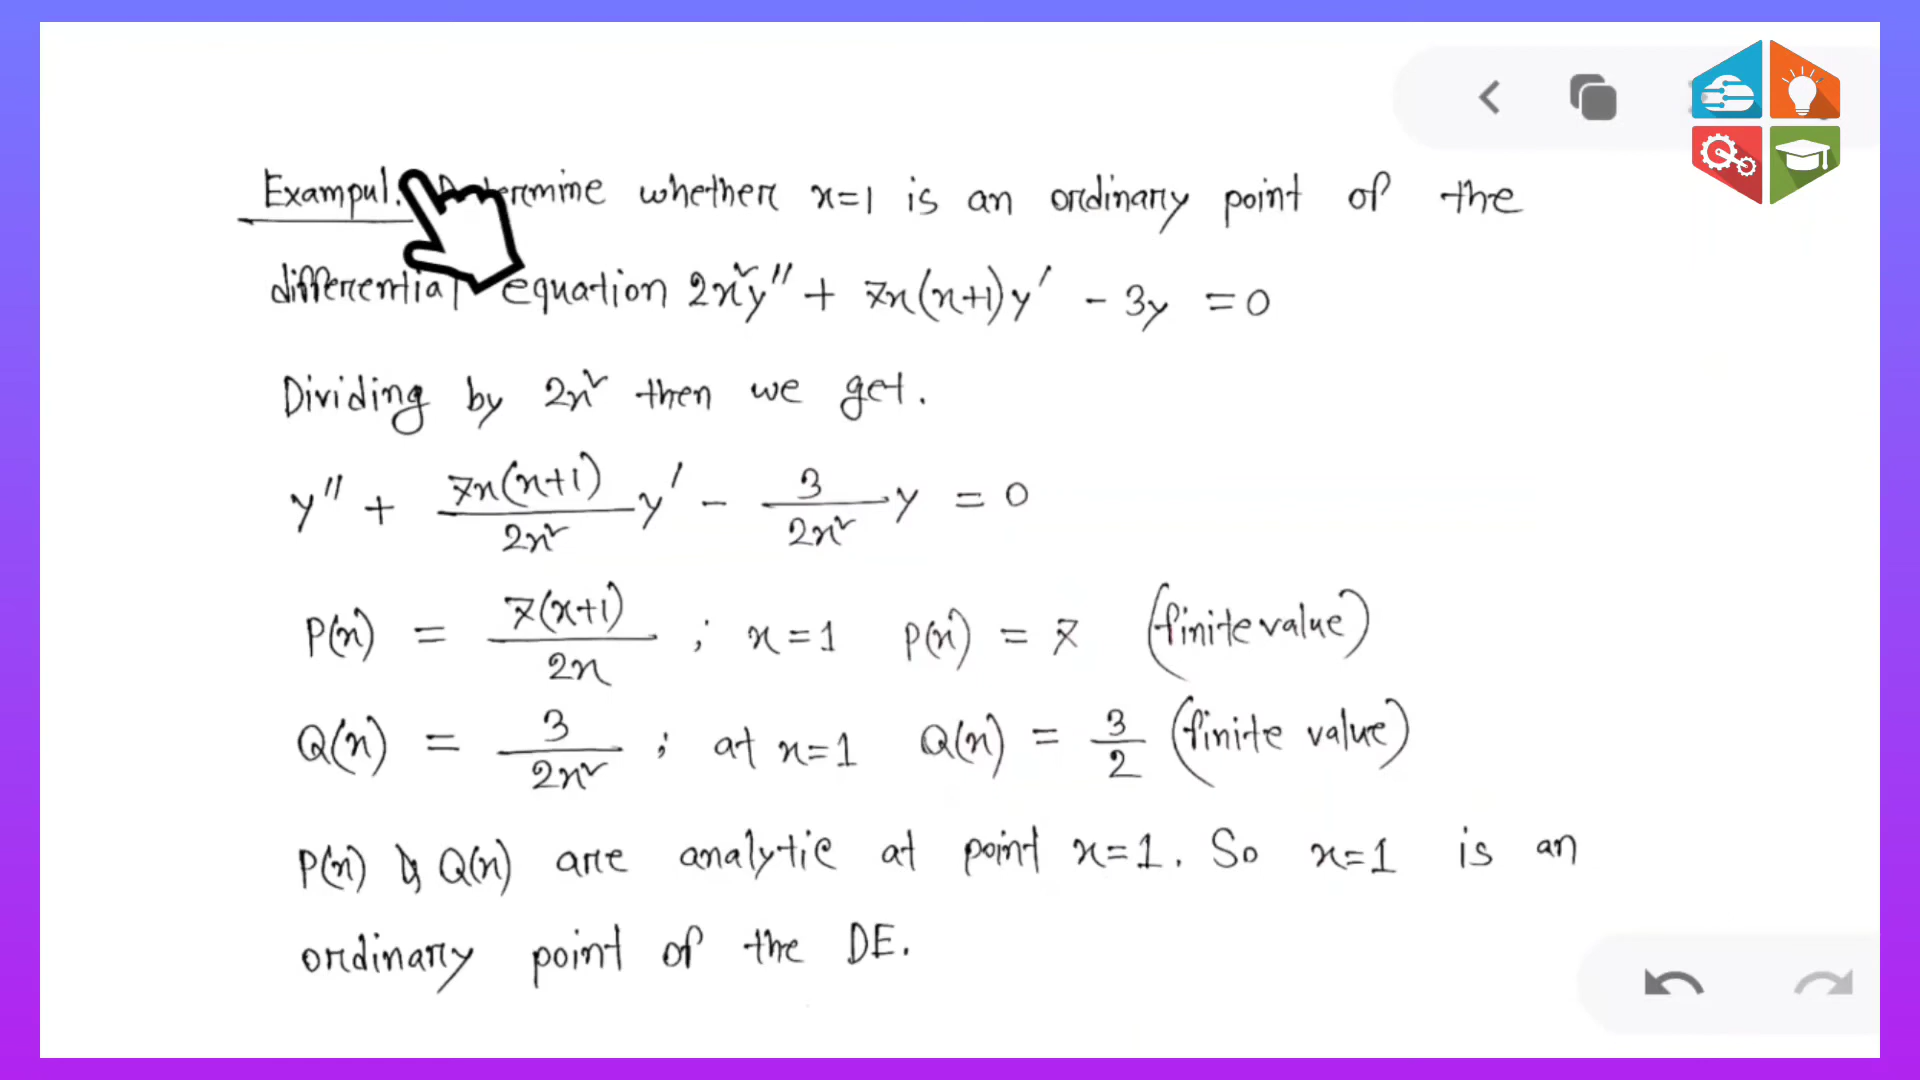 Exampul. Determine whether x=1 is an ordinary point of the
differential equation 2x²y'' + 7x(x+1)y' - 3y = 0
Dividing by 2x² then we get.
y'' + 7x(x+1)/2x² y' - 3/2x² y = 0
P(x) = 7(x+1)/2x ; x=1 P(x) = 7 (finite value)
Q(x) = 3/2x² ; at x=1 Q(x) = 3/2 (finite value)
P(x) & Q(x) are analytic at point x=1. So x=1 is an
ordinary point of the DE.